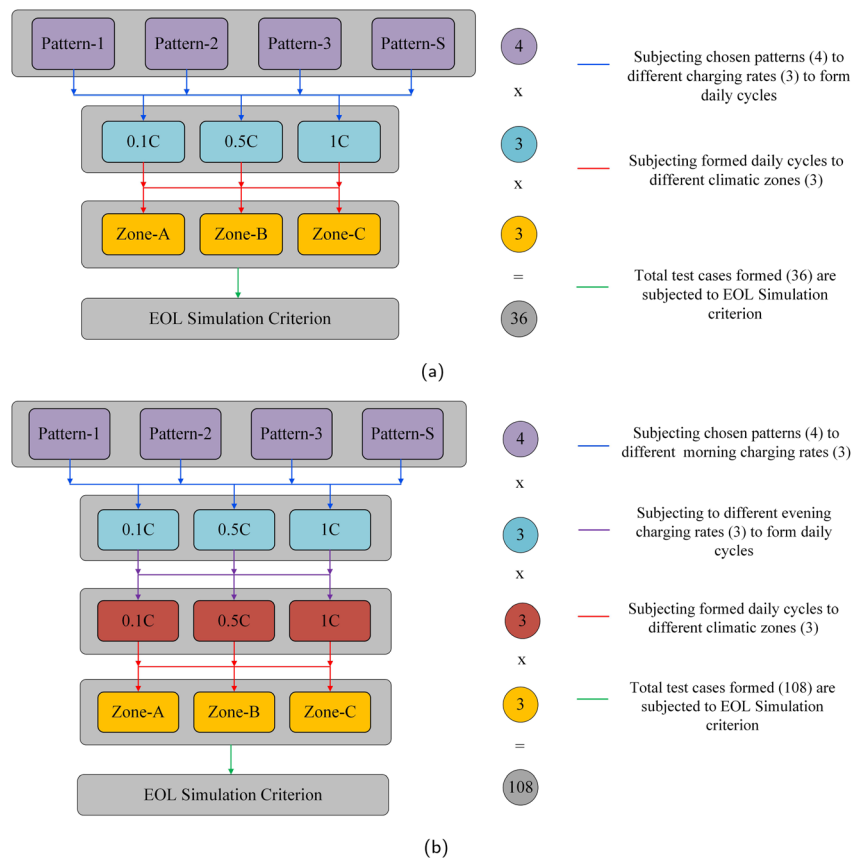 Pattern-1
Pattern-2
Pattern-3
Pattern-S
4
Subjecting chosen patterns (4) to
different charging rates (3) to form
daily cycles
x
0.1C
0.5C
1C
3
x
Subjecting formed daily cycles to
different climatic zones (3)
Zone-A
Zone-B
Zone-C
3
=
Total test cases formed (36) are
subjected to EOL Simulation
criterion
EOL Simulation Criterion
36
(a)
Pattern-1
Pattern-2
Pattern-3
Pattern-S
4
Subjecting chosen patterns (4) to
different morning charging rates (3)
x
0.1C
0.5C
1C
3
Subjecting to different evening
charging rates (3) to form daily
cycles
x
0.1C
0.5C
1C
3
Subjecting formed daily cycles to
different climatic zones (3)
x
Zone-A
Zone-B
Zone-C
3
Total test cases formed (108) are
subjected to EOL Simulation
criterion
=
EOL Simulation Criterion
108
(b)